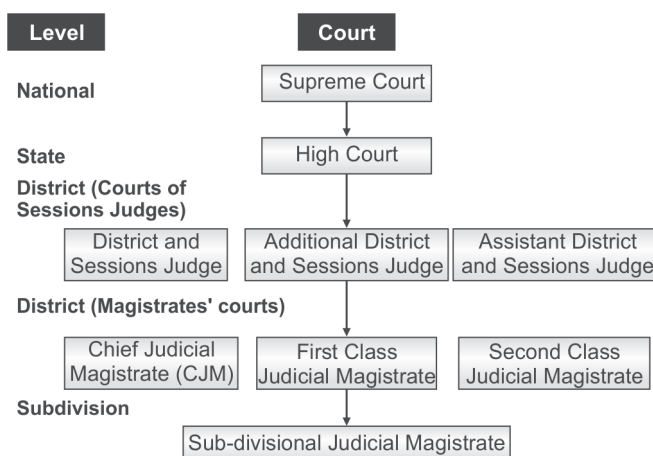 Level
Court
National
Supreme Court
State
High Court
District (Courts of
Sessions Judges)
District and
Sessions Judge
Additional District
and Sessions Judge
Assistant District
and Sessions Judge
District (Magistrates' courts)
Chief Judicial
Magistrate (CJM)
First Class
Judicial Magistrate
Second Class
Judicial Magistrate
Subdivision
Sub-divisional Judicial Magistrate